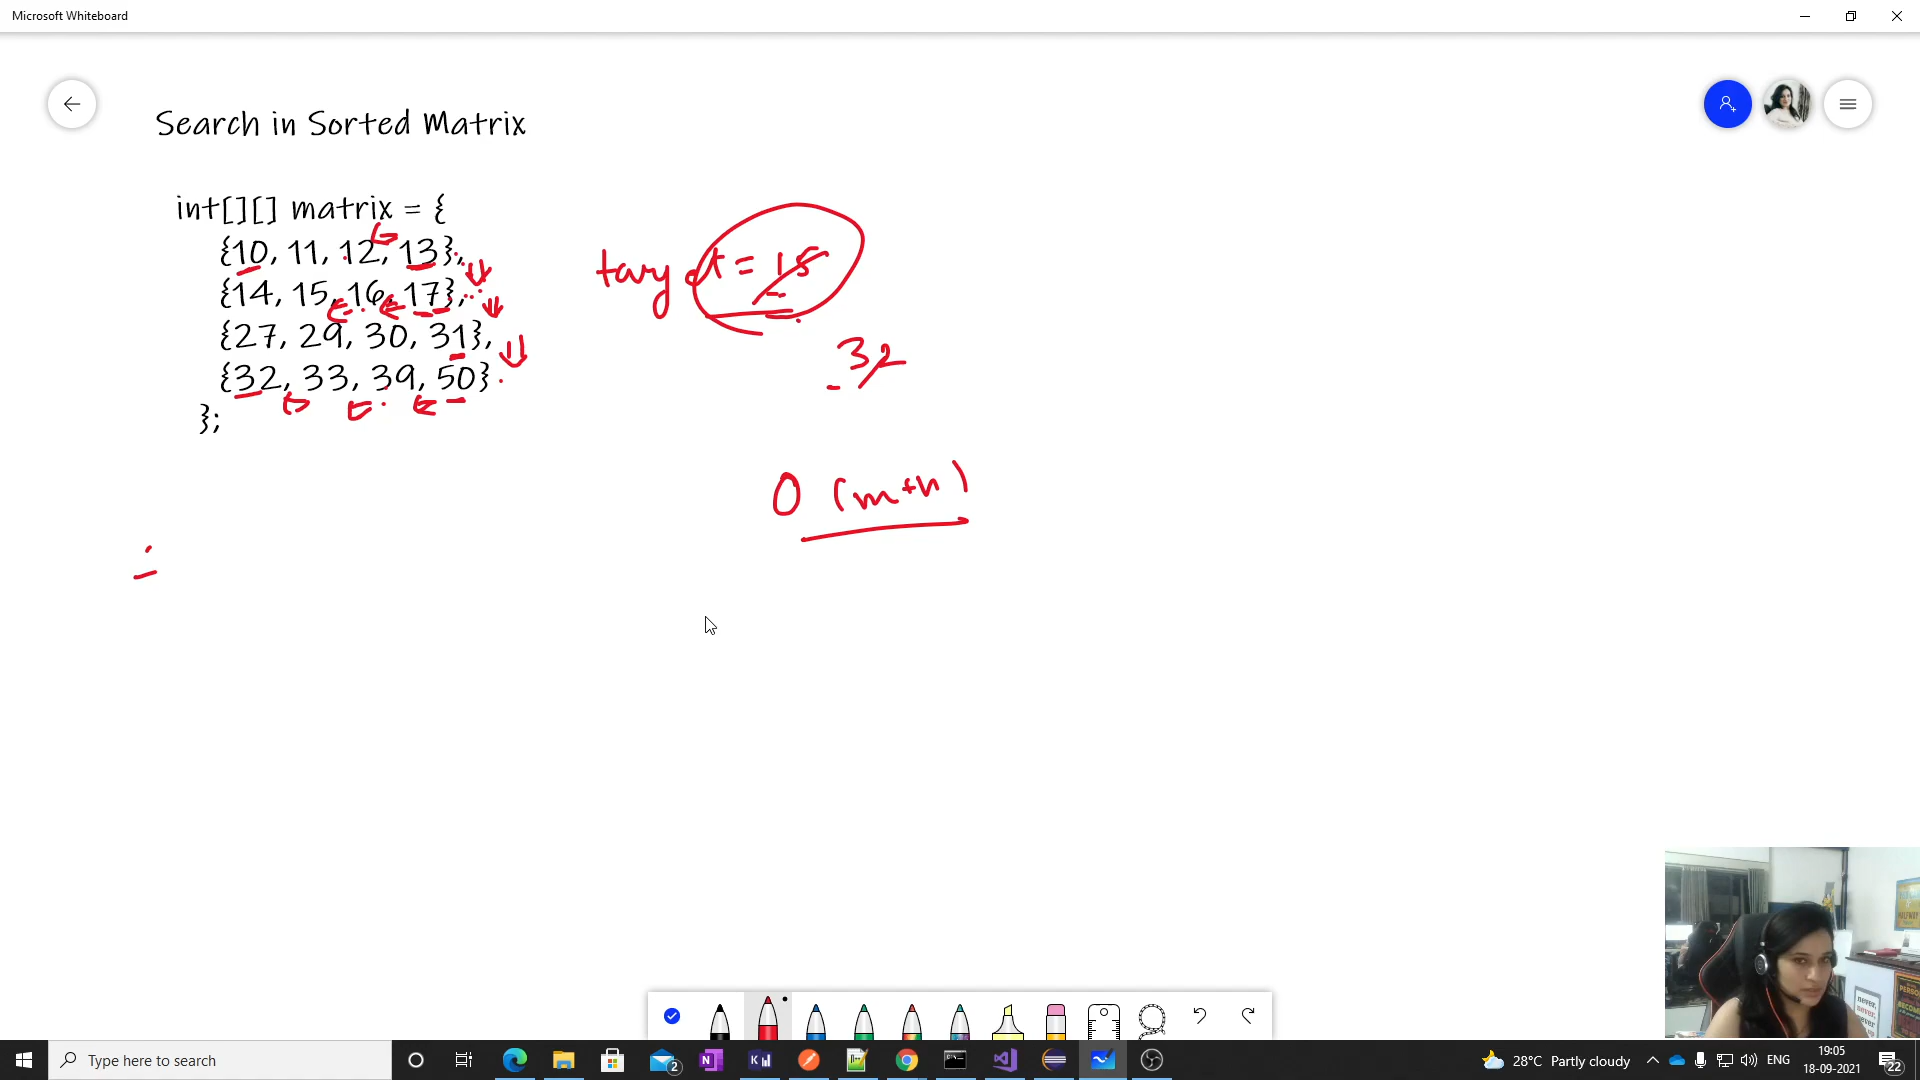 Microsoft Whiteboard
Search in Sorted Matrix
int[][] matrix = {
{10, 11, 12, 13},
{14, 15, 16, 17},
{27, 29, 30, 31},
{32, 33, 39, 50}
};
target = 15
32
O (m+n)
Type here to search
28°C Partly cloudy
ENG
19:05
18-09-2021
22
2